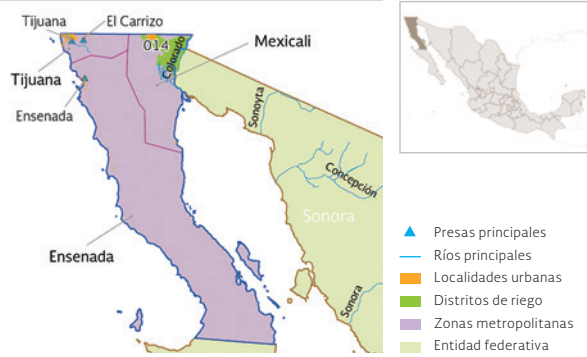 Tijuana
El Carrizo
014
Colorado
Mexicali
Tijuana
Ensenada
Sonoyta
Concepción
Sonora
Ensenada
Sonora
Presas principales
Ríos principales
Localidades urbanas
Distritos de riego
Zonas metropolitanas
Entidad federativa